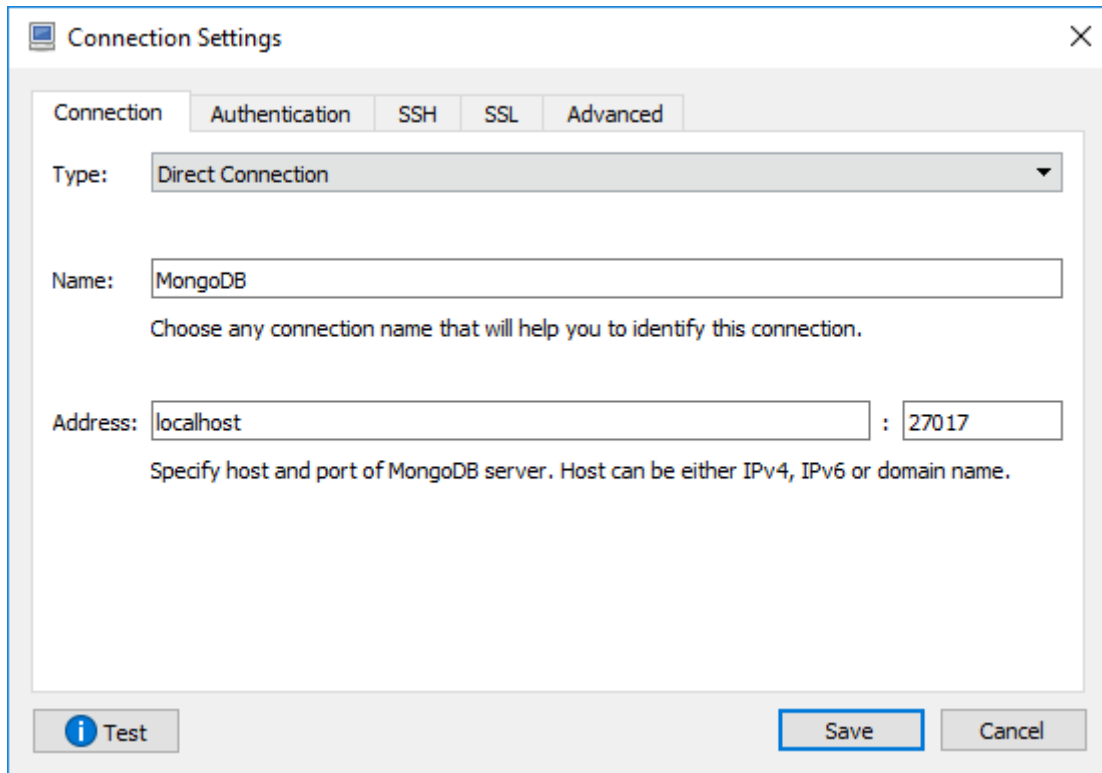 Connection Settings
Connection Authentication SSH SSL Advanced
Type: Direct Connection
Name: MongoDB
Choose any connection name that will help you to identify this connection.
Address: localhost : 27017
Specify host and port of MongoDB server. Host can be either IPv4, IPv6 or domain name.
Test Save Cancel